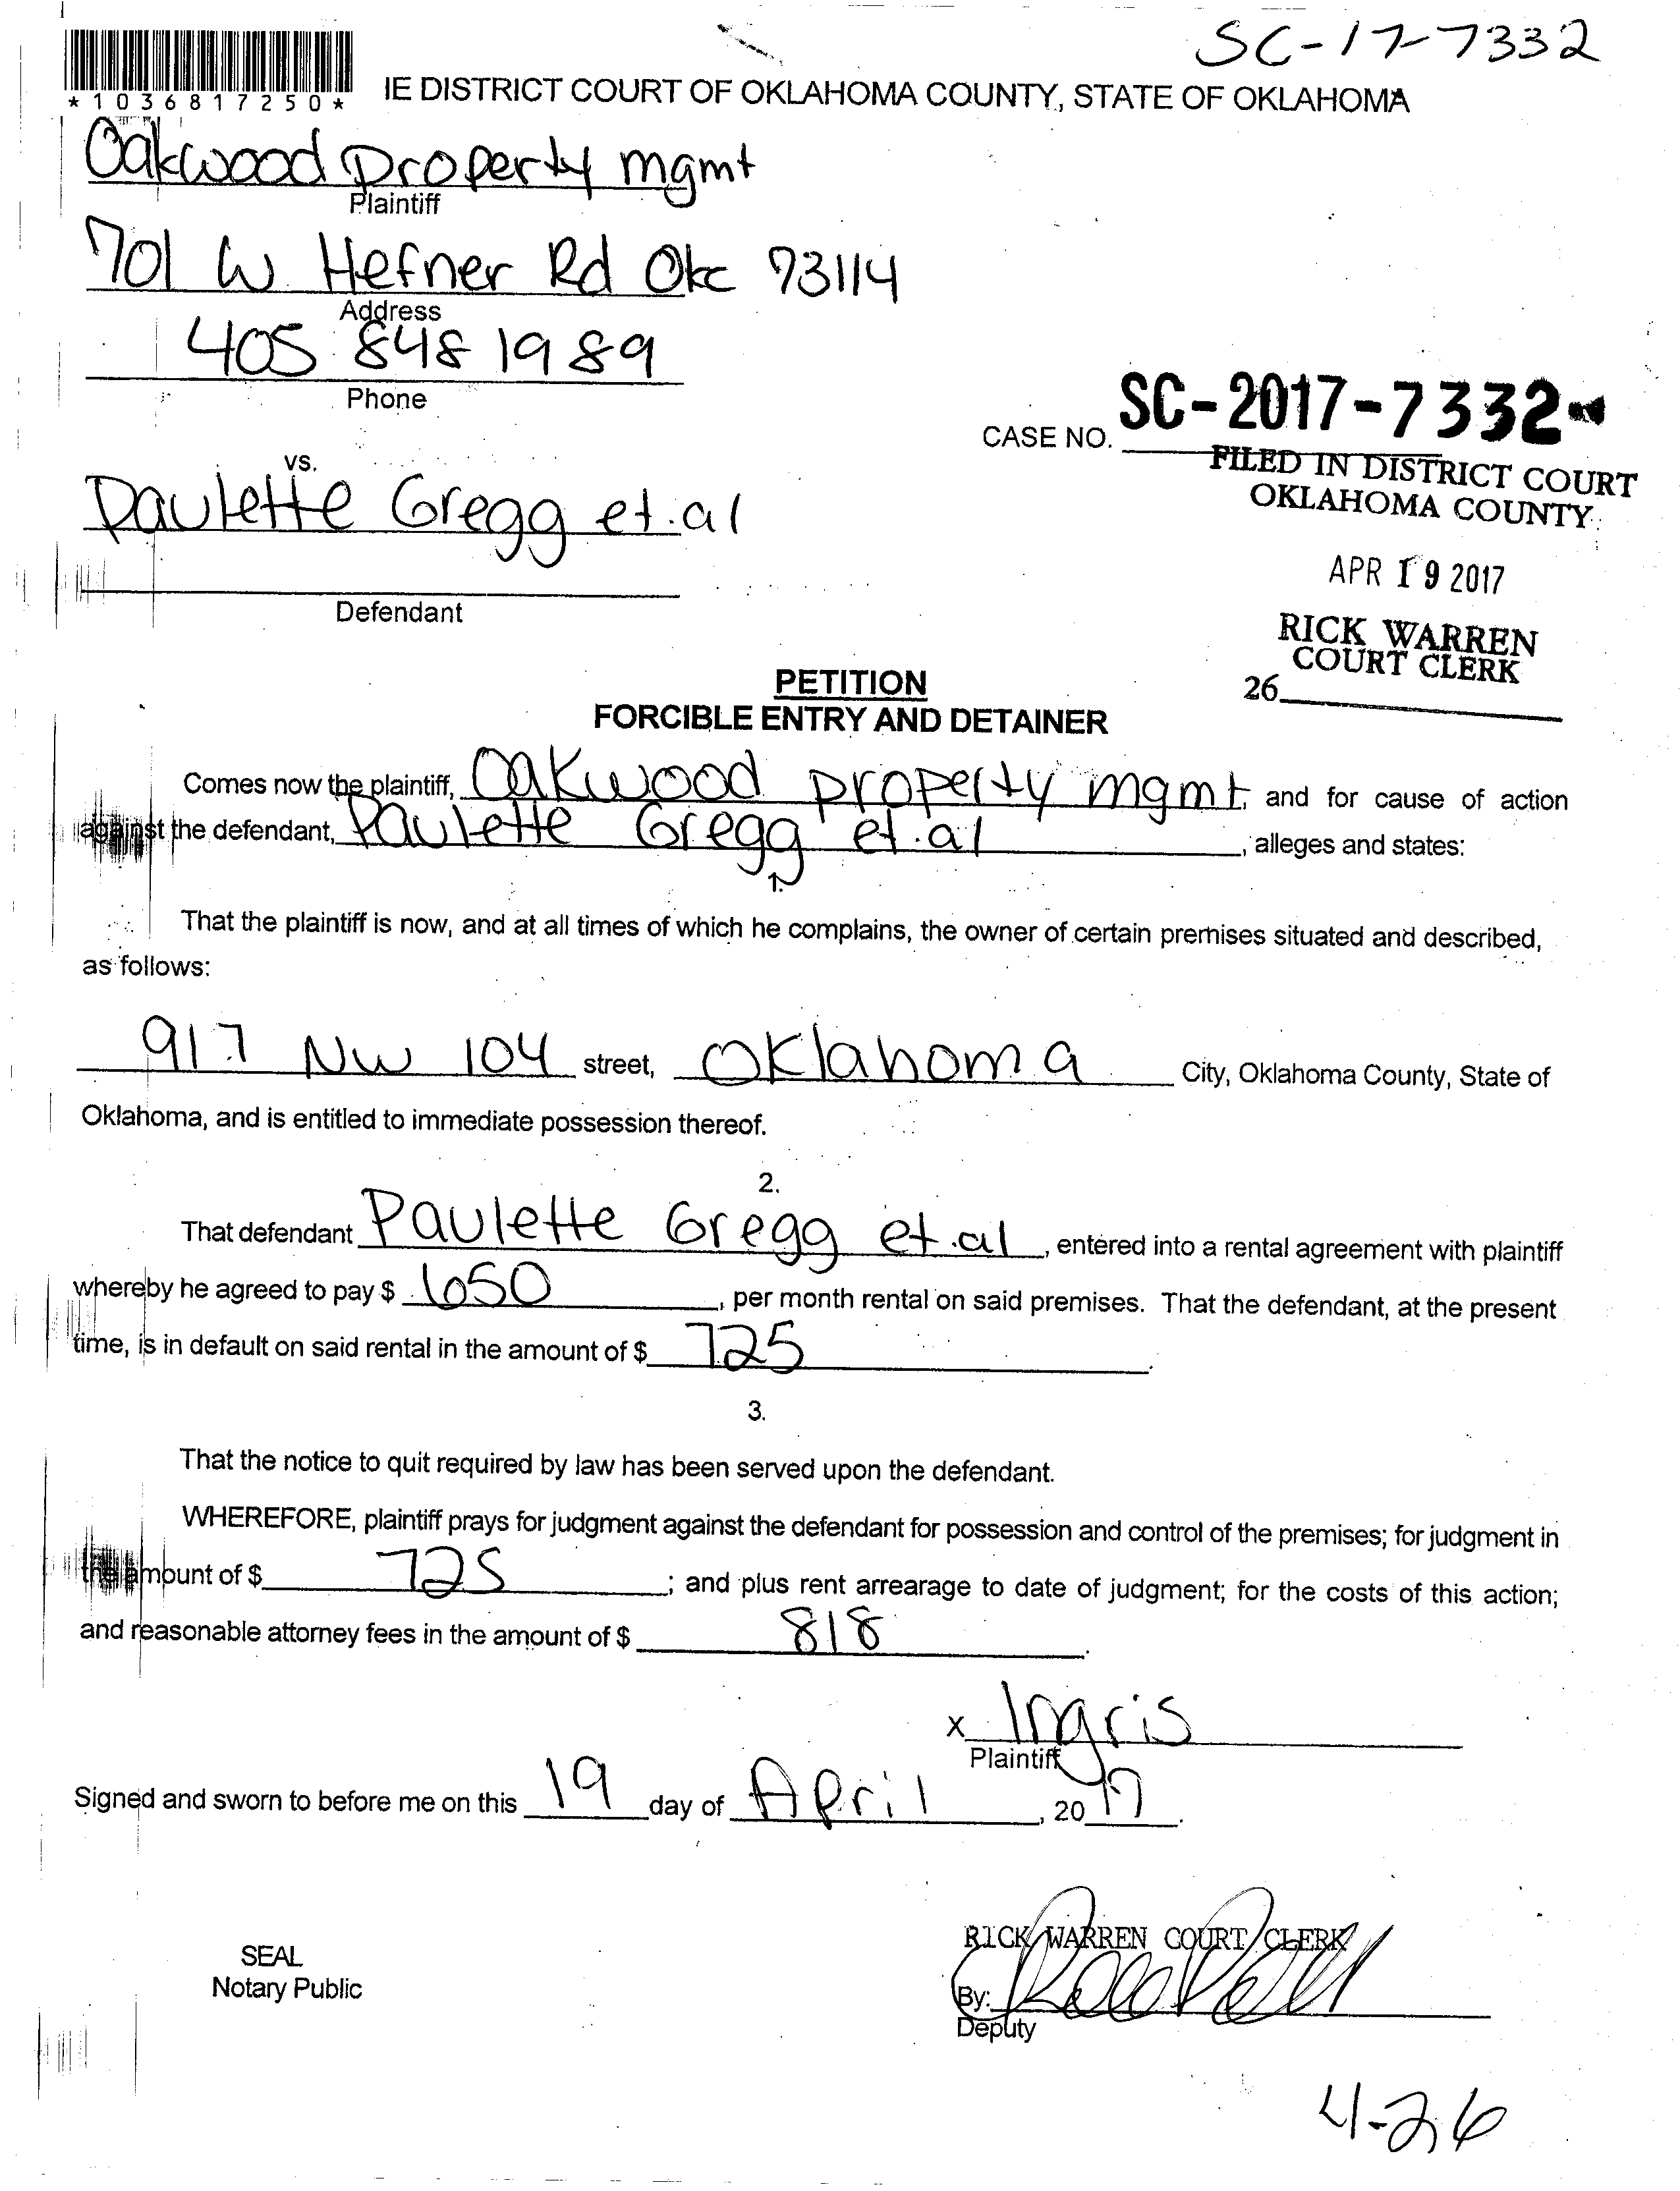 SC-17-7332
*1036817250*
IE DISTRICT COURT OF OKLAHOMA COUNTY, STATE OF OKLAHOMA
Oakwood Property mgmt
Plaintiff
701 W Hefner Rd Okc 73114
Address
405 848 1989
Phone
CASE NO. SC-2017-7332
FILED IN DISTRICT COURT
OKLAHOMA COUNTY
vs.
Paulette Gregg et.al
APR 19 2017
Defendant
RICK WARREN
COURT CLERK
26
PETITION
FORCIBLE ENTRY AND DETAINER
Comes now the plaintiff, Oakwood property mgmt, and for cause of action
against the defendant, Paulette Gregg et.al, alleges and states:
1.
That the plaintiff is now, and at all times of which he complains, the owner of certain premises situated and described,
as follows:
917 NW 104 street, Oklahoma City, Oklahoma County, State of
Oklahoma, and is entitled to immediate possession thereof.
2.
That defendant Paulette Gregg et.al, entered into a rental agreement with plaintiff
whereby he agreed to pay $ 650, per month rental on said premises. That the defendant, at the present
time, is in default on said rental in the amount of $ 725.
3.
That the notice to quit required by law has been served upon the defendant.
WHEREFORE, plaintiff prays for judgment against the defendant for possession and control of the premises; for judgment in
the amount of $ 725; and plus rent arrearage to date of judgment; for the costs of this action;
and reasonable attorney fees in the amount of $ 818.
x Ingris
Plaintiff
Signed and sworn to before me on this 19 day of April, 20 17.
RICK WARREN COURT CLERK
SEAL
Notary Public
By:
Deputy
4-26